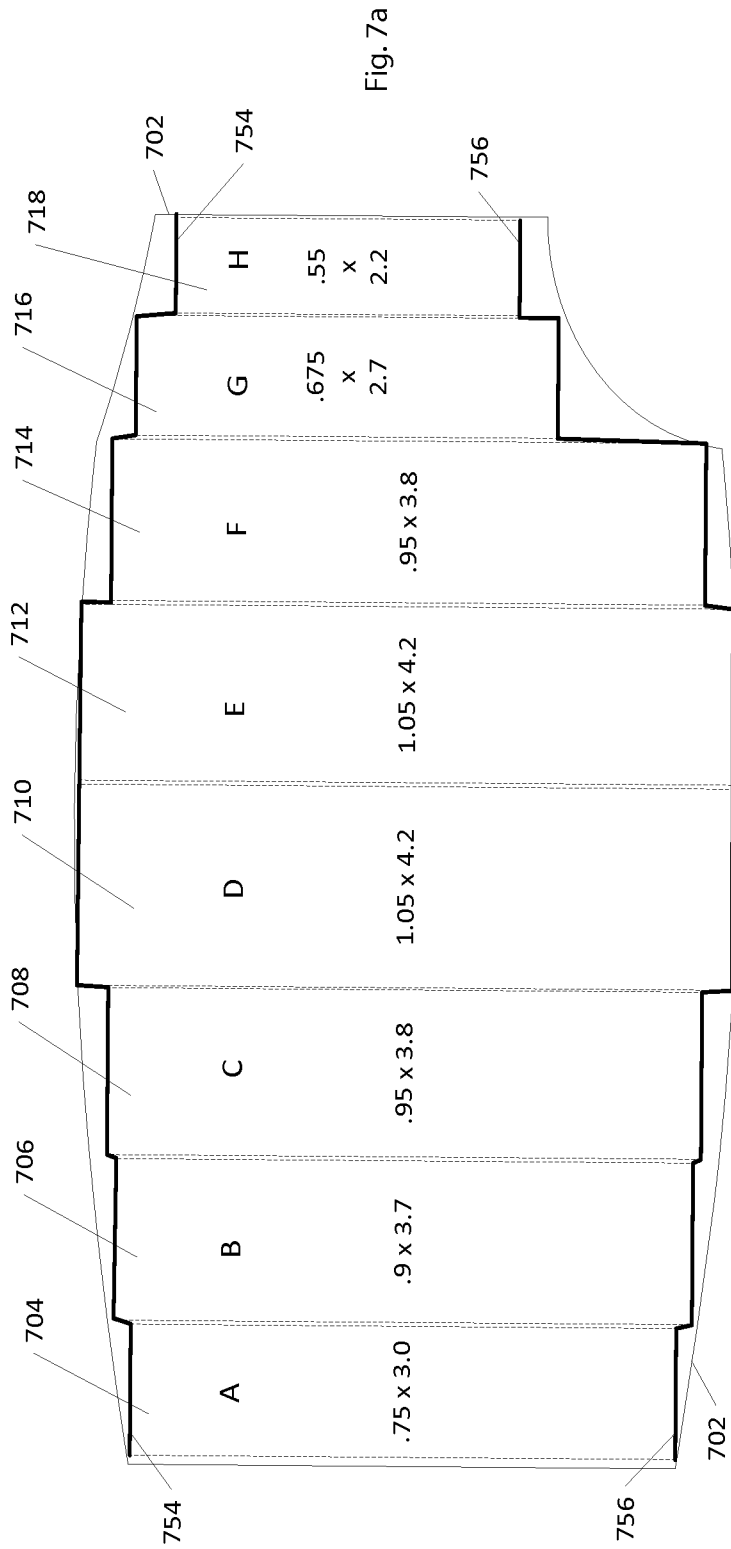 704 706 708 710 712 714 716 718
702
754 754
A B C D E F G H
.675
x
2.7
.55
x
2.2
.75 x 3.0
.9 x 3.7
.95 x 3.8
1.05 x 4.2
1.05 x 4.2
.95 x 3.8
Fig. 7a
756
756
702